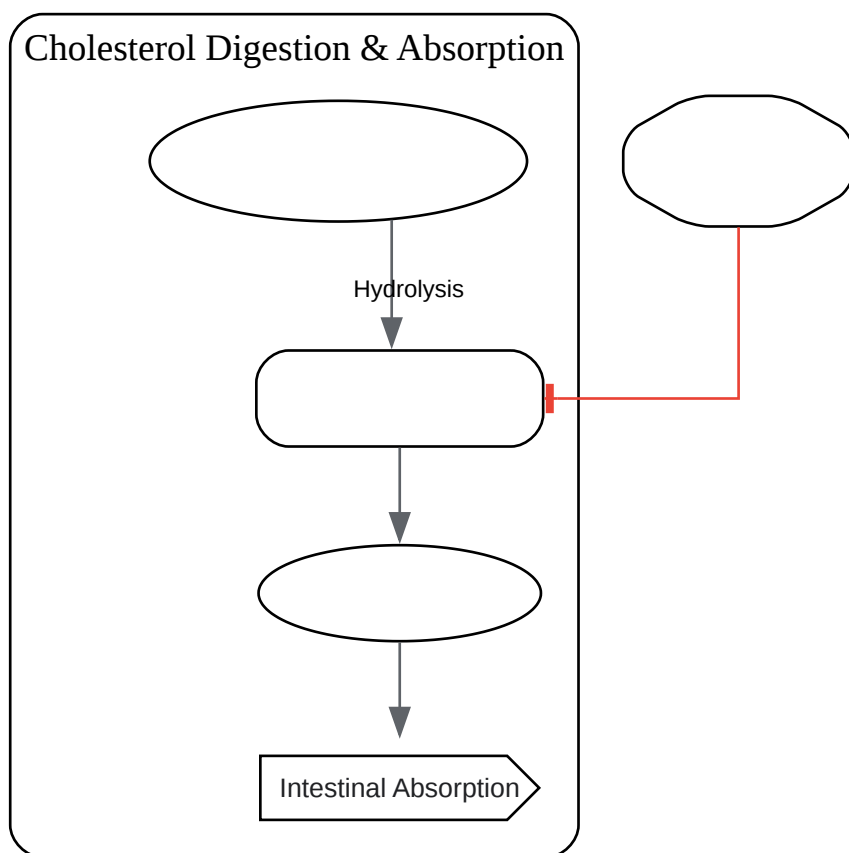 Cholesterol Digestion & Absorption
Hydrolysis
Intestinal Absorption